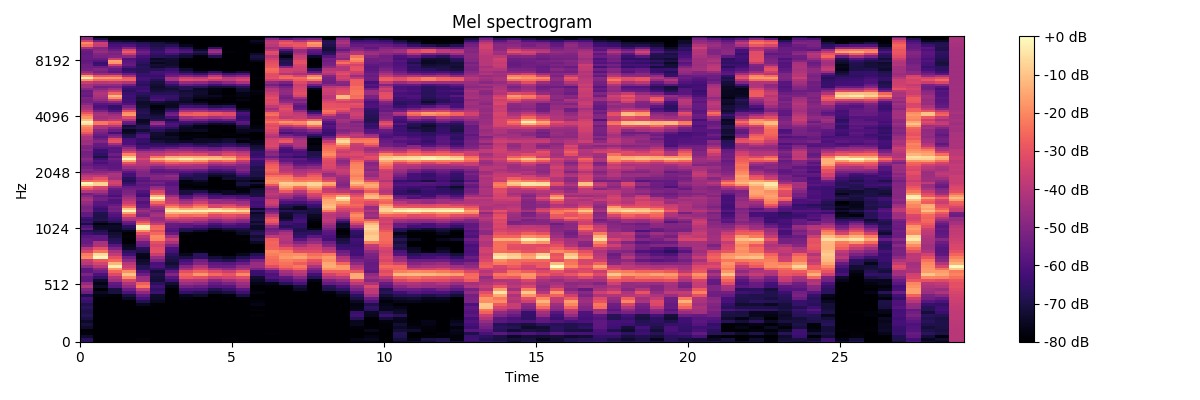 Mel spectrogram
Hz
8192
4096
2048
1024
512
0
0 5 10 15 20 25
Time
+0 dB
-10 dB
-20 dB
-30 dB
-40 dB
-50 dB
-60 dB
-70 dB
-80 dB